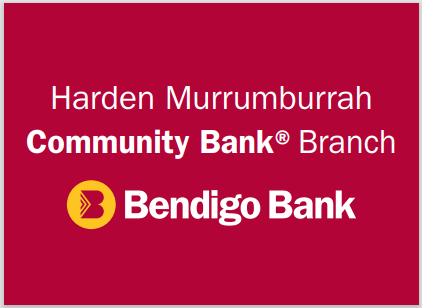 Harden Murrumburrah
Community Bank® Branch
Bendigo Bank